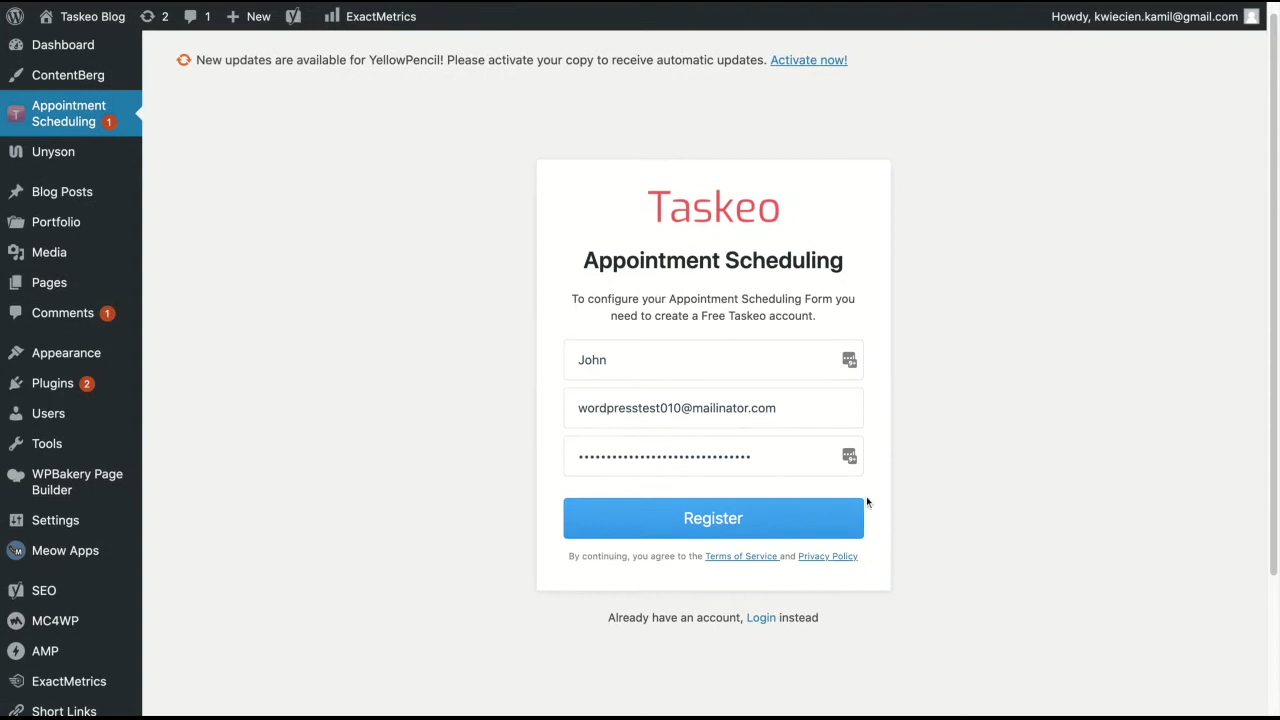 Taskeo Blog 2 1 New ExactMetrics Howdy, kwiecien.kamil@gmail.com
Dashboard
ContentBerg
Appointment
Scheduling 1
Unyson
Blog Posts
Portfolio
Media
Pages
Comments 1
Appearance
Plugins 2
Users
Tools
WPBakery Page
Builder
Settings
Meow Apps
SEO
MC4WP
AMP
ExactMetrics
Short Links
New updates are available for YellowPencil! Please activate your copy to receive automatic updates. Activate now!
Taskeo
Appointment Scheduling
To configure your Appointment Scheduling Form you
need to create a Free Taskeo account.
John
wordpresstest010@mailinator.com
Register
By continuing, you agree to the Terms of Service and Privacy Policy
Already have an account, Login instead